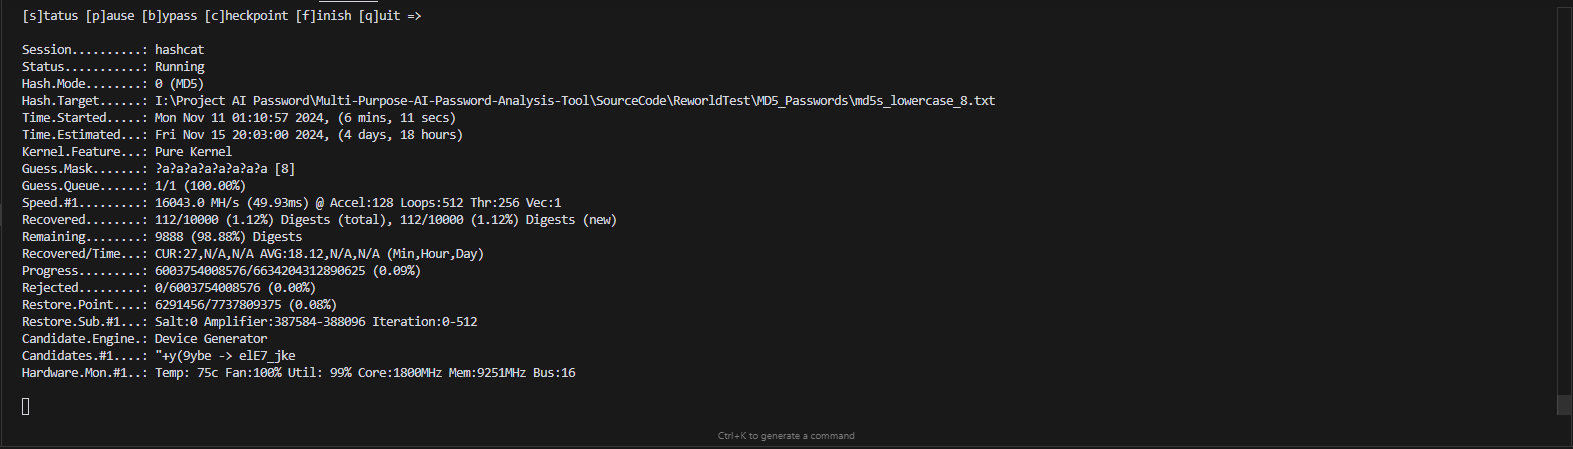 [s]tatus [p]ause [b]ypass [c]heckpoint [f]inish [q]uit =>
Session..........: hashcat
Status...........: Running
Hash.Mode........: 0 (MD5)
Hash.Target......: I:\Project AI Password\Multi-Purpose-AI-Password-Analysis-Tool\SourceCode\ReworldTest\MD5_Passwords\md5s_lowercase_8.txt
Time.Started.....: Mon Nov 11 01:10:57 2024, (6 mins, 11 secs)
Time.Estimated...: Fri Nov 15 20:03:00 2024, (4 days, 18 hours)
Kernel.Feature...: Pure Kernel
Guess.Mask.......: ?a?a?a?a?a?a?a?a [8]
Guess.Queue......: 1/1 (100.00%)
Speed.#1.........: 16043.0 MH/s (49.93ms) @ Accel:128 Loops:512 Thr:256 Vec:1
Recovered........: 112/10000 (1.12%) Digests (total), 112/10000 (1.12%) Digests (new)
Remaining........: 9888 (98.88%) Digests
Recovered/Time...: CUR:27,N/A,N/A AVG:18.12,N/A,N/A (Min,Hour,Day)
Progress.........: 6003754008576/6634204312890625 (0.09%)
Rejected.........: 0/6003754008576 (0.00%)
Restore.Point....: 6291456/7737809375 (0.08%)
Restore.Sub.#1...: Salt:0 Amplifier:387584-388096 Iteration:0-512
Candidate.Engine.: Device Generator
Candidates.#1....: "+y(9ybe -> elE7_jke
Hardware.Mon.#1..: Temp: 75c Fan:100% Util: 99% Core:1800MHz Mem:9251MHz Bus:16
Ctrl+K to generate a command